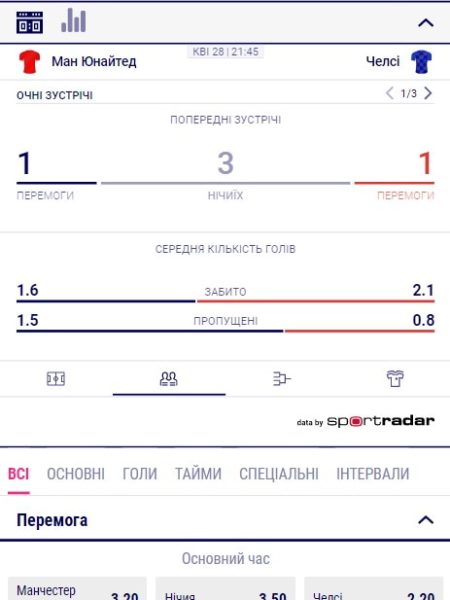 КВІ 28 | 21:45
Ман Юнайтед Челсі
ОЧНІ ЗУСТРІЧІ 1/3
ПОПЕРЕДНІ ЗУСТРІЧІ
1 3 1
ПЕРЕМОГИ НІЧИЇХ ПЕРЕМОГИ
СЕРЕДНЯ КІЛЬКІСТЬ ГОЛІВ
1.6 ЗАБИТО 2.1
1.5 ПРОПУЩЕНІ 0.8
data by sportradar
ВСІ ОСНОВНІ ГОЛИ ТАЙМИ СПЕЦІАЛЬНІ ІНТЕРВАЛИ
Перемога
Основний час
Манчестер 3.20 Нічия 3.50 Челсі 2.20